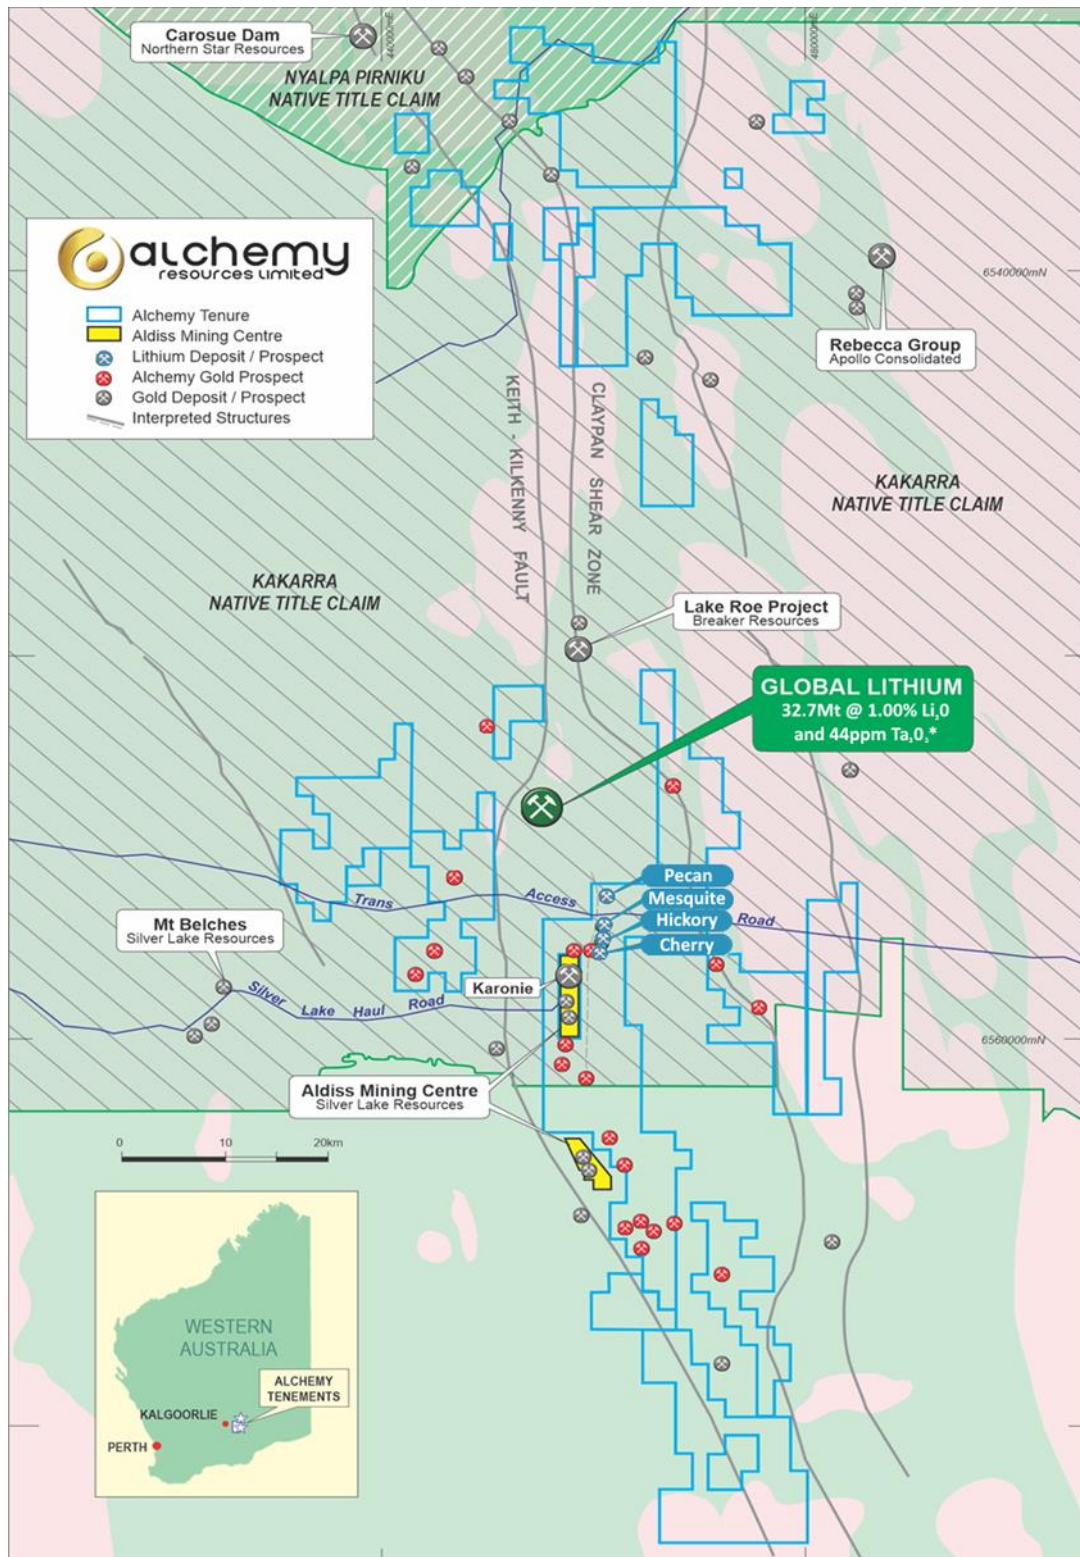 Carosue Dam
Northern Star Resources
440000mE
480000mE
NYALPA PIRNIKU
NATIVE TITLE CLAIM
alchemy
resources limited
Alchemy Tenure
Aldiss Mining Centre
Lithium Deposit / Prospect
Alchemy Gold Prospect
Gold Deposit / Prospect
Interpreted Structures
6540000mN
Rebecca Group
Apollo Consolidated
KEITH - KILKENNY FAULT
CLAYPAN SHEAR ZONE
KAKARRA
NATIVE TITLE CLAIM
KAKARRA
NATIVE TITLE CLAIM
Lake Roe Project
Breaker Resources
GLOBAL LITHIUM
32.7Mt @ 1.00% Li₂0
and 44ppm Ta₂0₅*
Pecan
Mesquite
Hickory
Cherry
Trans Access Road
Mt Belches
Silver Lake Resources
Karonie
Silver Lake Haul Road
6560000mN
Aldiss Mining Centre
Silver Lake Resources
0 10 20km
WESTERN
AUSTRALIA
ALCHEMY
TENEMENTS
KALGOORLIE
PERTH